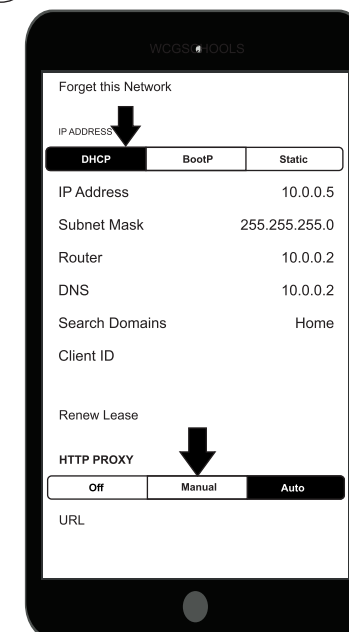 WCGSCHOOLS
Forget this Network
IP ADDRESS
DHCP BootP Static
IP Address 10.0.0.5
Subnet Mask 255.255.255.0
Router 10.0.0.2
DNS 10.0.0.2
Search Domains Home
Client ID
Renew Lease
HTTP PROXY
Off Manual Auto
URL